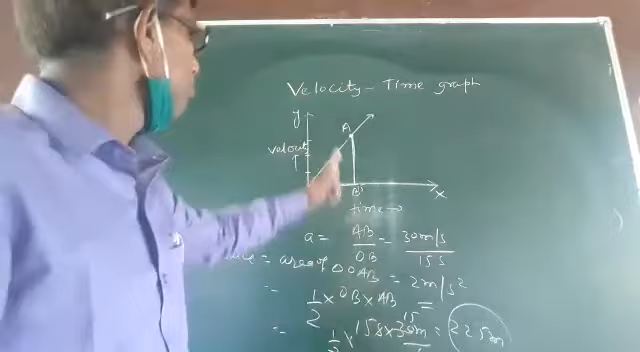 Velocity - Time graph
y
A
velocity
↑
B
x
time →
a = AB/OB = 30m/s/15s
= area of △OAB = 2m/s²
= 1/2 × OB × AB
= 1/2 × 15s × 30m = 225m